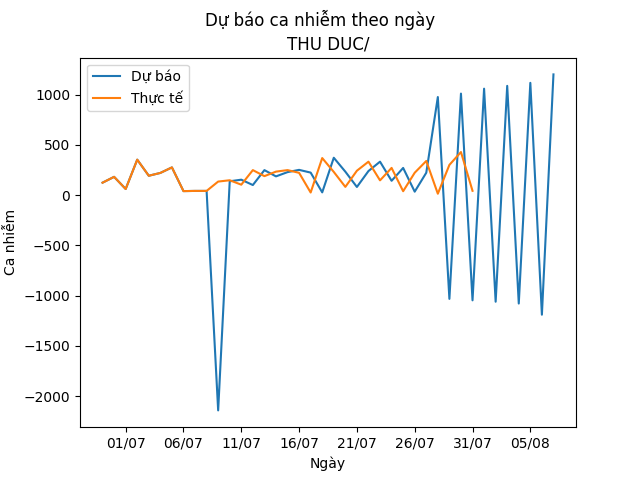 Dự báo ca nhiễm theo ngày
THU DUC/
Dự báo
Thực tế
1000
500
0
−500
−1000
−1500
−2000
Ca nhiễm
01/07 06/07 11/07 16/07 21/07 26/07 31/07 05/08
Ngày